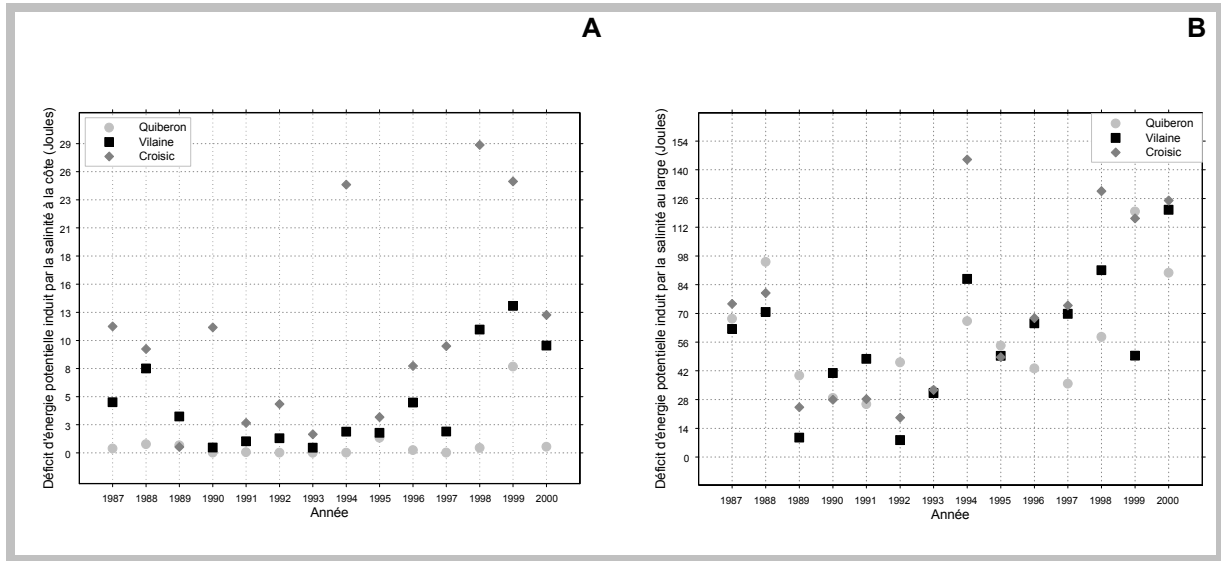 A
Déficit d'énergie potentielle induit par la salinité à la côte (Joules)
Quiberon
Vilaine
Croisic
29
26
23
21
18
16
13
10
8
5
3
0
1987 1988 1989 1990 1991 1992 1993 1994 1995 1996 1997 1998 1999 2000
Année
B
Déficit d'énergie potentielle induit par la salinité au large (Joules)
Quiberon
Vilaine
Croisic
154
140
126
112
98
84
70
56
42
28
14
0
1987 1988 1989 1990 1991 1992 1993 1994 1995 1996 1997 1998 1999 2000
Année